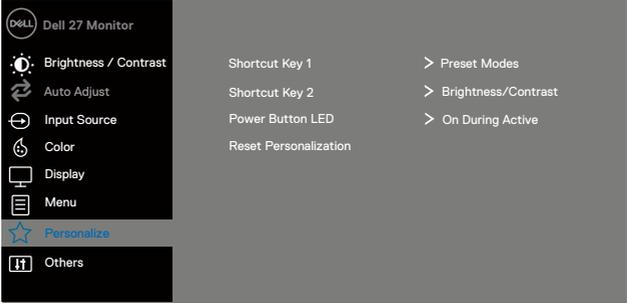 DELL Dell 27 Monitor
Brightness / Contrast
Auto Adjust
Input Source
Color
Display
Menu
Personalize
Others
Shortcut Key 1 > Preset Modes
Shortcut Key 2 > Brightness/Contrast
Power Button LED > On During Active
Reset Personalization